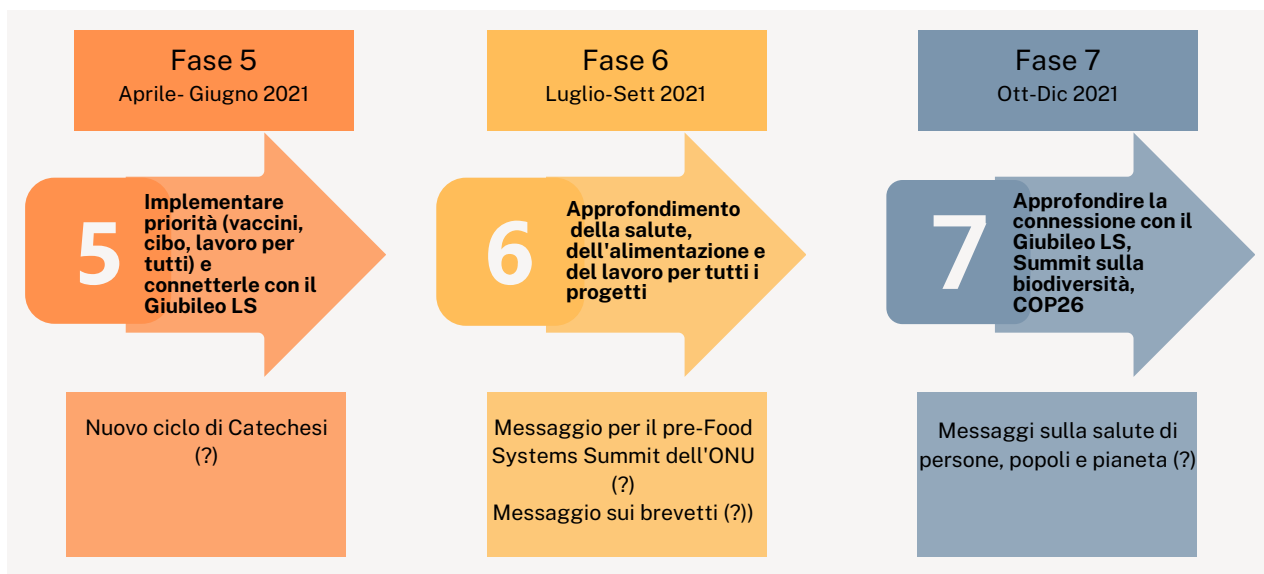 Fase 5
Aprile- Giugno 2021
5
Implementare
priorità (vaccini,
cibo, lavoro per
tutti) e
connetterle con il
Giubileo LS
Nuovo ciclo di Catechesi
(?)
Fase 6
Luglio-Sett 2021
6
Approfondimento
della salute,
dell'alimentazione e
del lavoro per tutti i
progetti
Messaggio per il pre-Food
Systems Summit dell'ONU
(?)
Messaggio sui brevetti (?))
Fase 7
Ott-Dic 2021
7
Approfondire la
connessione con il
Giubileo LS,
Summit sulla
biodiversità,
COP26
Messaggi sulla salute di
persone, popoli e pianeta (?)